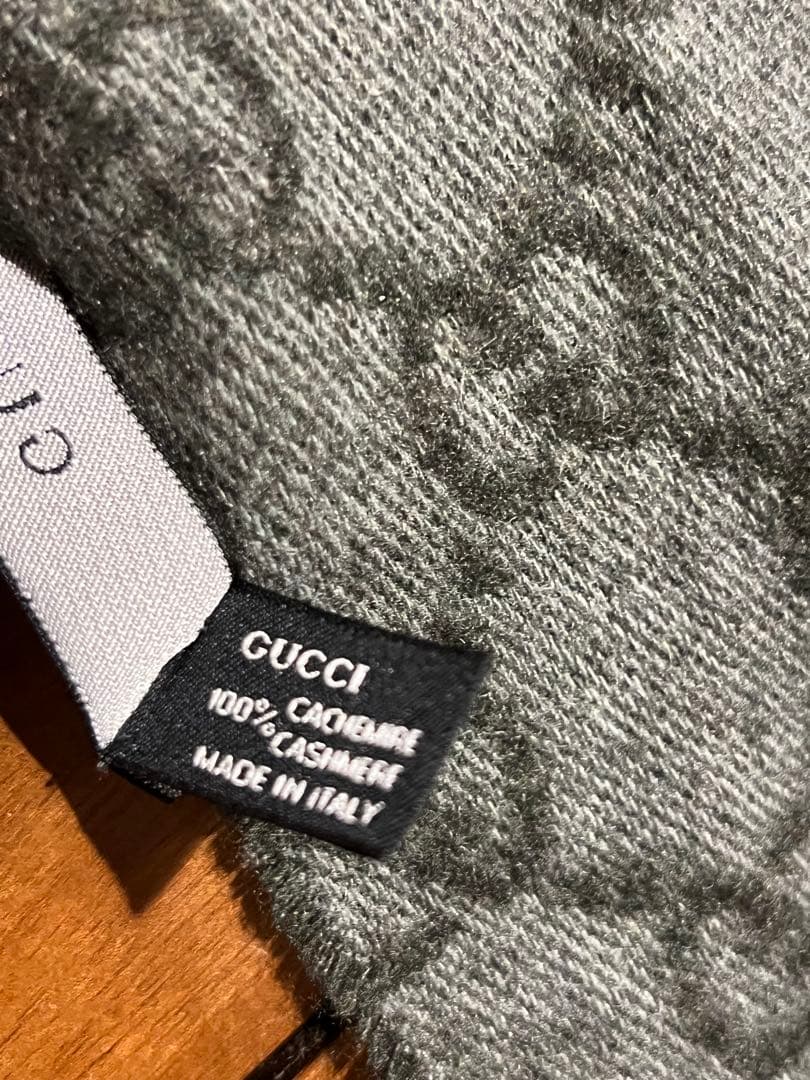 GUCCI
100% CACHEMIRE
CASHMERE
MADE IN ITALY